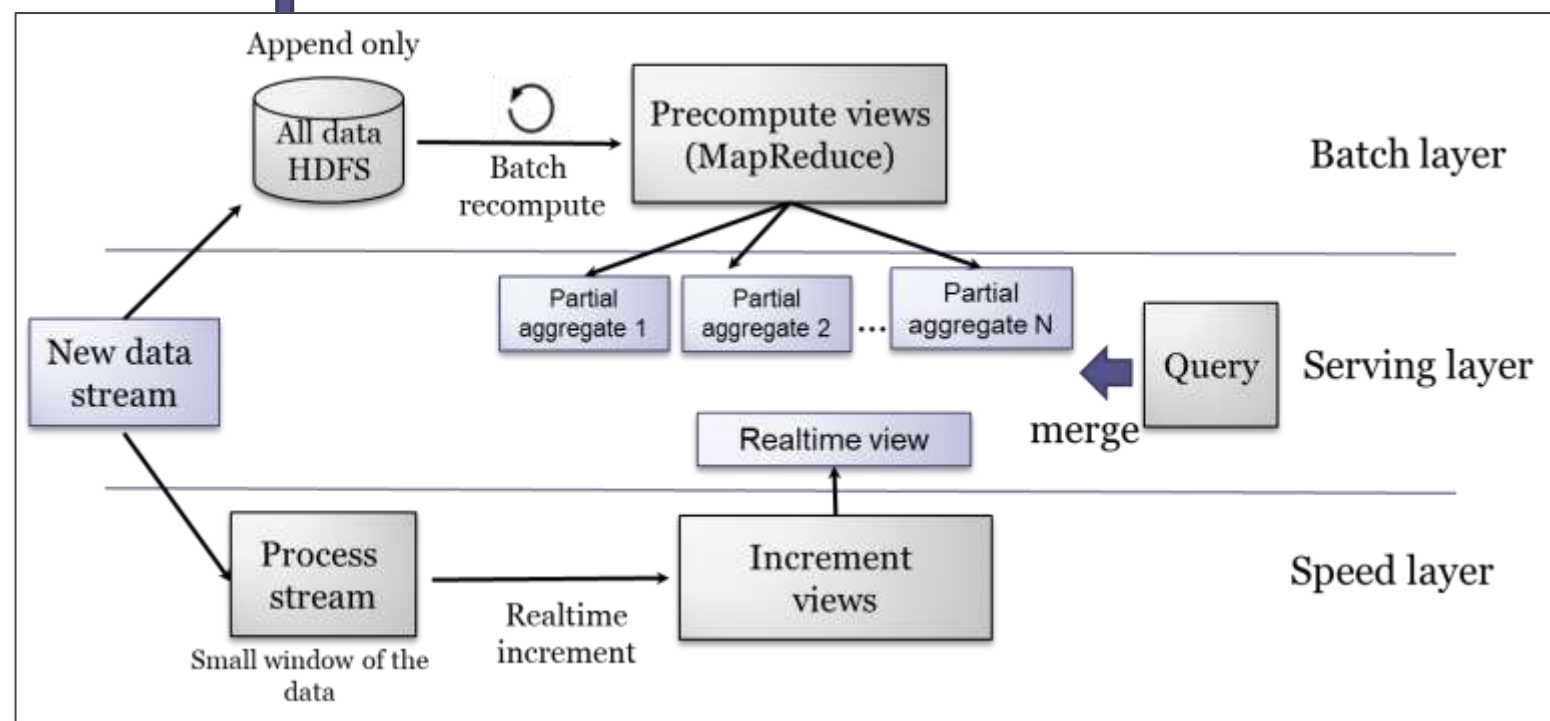 Append only
All data
HDFS
Batch
recompute
Precompute views
(MapReduce)
Batch layer
New data
stream
Partial
aggregate 1
Partial
aggregate 2
...
Partial
aggregate N
Query
merge
Serving layer
Realtime view
Process
stream
Small window of the
data
Realtime
increment
Increment
views
Speed layer